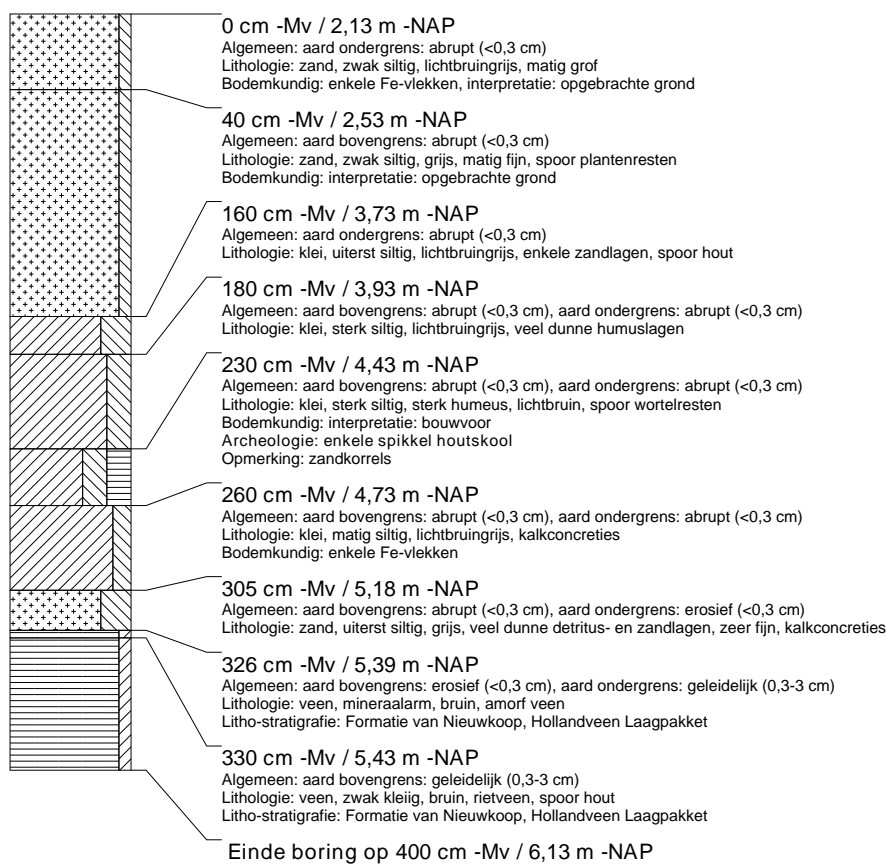 0 cm -Mv / 2,13 m -NAP
Algemeen: aard ondergrens: abrupt (<0,3 cm)
Lithologie: zand, zwak siltig, lichtbruingrijs, matig grof
Bodemkundig: enkele Fe-vlekken, interpretatie: opgebrachte grond
40 cm -Mv / 2,53 m -NAP
Algemeen: aard bovengrens: abrupt (<0,3 cm)
Lithologie: zand, zwak siltig, grijs, matig fijn, spoor plantenresten
Bodemkundig: interpretatie: opgebrachte grond
160 cm -Mv / 3,73 m -NAP
Algemeen: aard ondergrens: abrupt (<0,3 cm)
Lithologie: klei, uiterst siltig, lichtbruingrijs, enkele zandlagen, spoor hout
180 cm -Mv / 3,93 m -NAP
Algemeen: aard bovengrens: abrupt (<0,3 cm), aard ondergrens: abrupt (<0,3 cm)
Lithologie: klei, sterk siltig, lichtbruingrijs, veel dunne humuslagen
230 cm -Mv / 4,43 m -NAP
Algemeen: aard bovengrens: abrupt (<0,3 cm), aard ondergrens: abrupt (<0,3 cm)
Lithologie: klei, sterk siltig, sterk humeus, lichtbruin, spoor wortelresten
Bodemkundig: interpretatie: bouwvoor
Archeologie: enkele spikkel houtskool
Opmerking: zandkorrels
260 cm -Mv / 4,73 m -NAP
Algemeen: aard bovengrens: abrupt (<0,3 cm), aard ondergrens: abrupt (<0,3 cm)
Lithologie: klei, matig siltig, lichtbruingrijs, kalkconcreties
Bodemkundig: enkele Fe-vlekken
305 cm -Mv / 5,18 m -NAP
Algemeen: aard bovengrens: abrupt (<0,3 cm), aard ondergrens: erosief (<0,3 cm)
Lithologie: zand, uiterst siltig, grijs, veel dunne detritus- en zandlagen, zeer fijn, kalkconcreties
326 cm -Mv / 5,39 m -NAP
Algemeen: aard bovengrens: erosief (<0,3 cm), aard ondergrens: geleidelijk (0,3-3 cm)
Lithologie: veen, mineraalarm, bruin, amorf veen
Litho-stratigrafie: Formatie van Nieuwkoop, Hollandveen Laagpakket
330 cm -Mv / 5,43 m -NAP
Algemeen: aard bovengrens: geleidelijk (0,3-3 cm)
Lithologie: veen, zwak kleiig, bruin, rietveen, spoor hout
Litho-stratigrafie: Formatie van Nieuwkoop, Hollandveen Laagpakket
Einde boring op 400 cm -Mv / 6,13 m -NAP